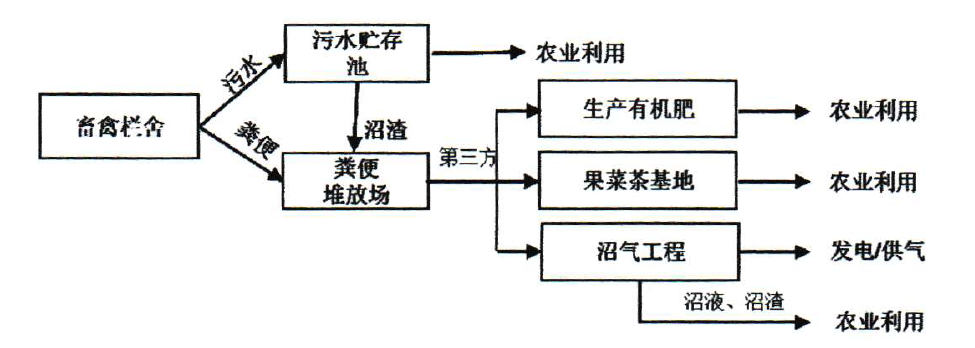 污水贮存
池
农业利用
污水
畜禽栏舍
粪便
沼渣
粪便
堆放场
第三方
生产有机肥
农业利用
果菜茶基地
农业利用
沼气工程
发电/供气
沼液、沼渣
农业利用